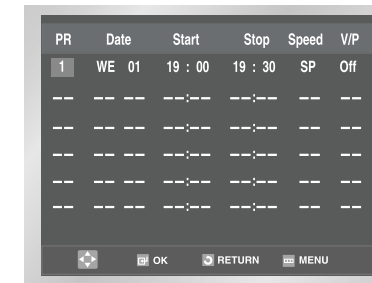 PR Date Start Stop Speed V/P
1 WE 01 19 : 00 19 : 30 SP Off
–– –– –– ––:–– ––:–– –– ––
–– –– –– ––:–– ––:–– –– ––
–– –– –– ––:–– ––:–– –– ––
–– –– –– ––:–– ––:–– –– ––
–– –– –– ––:–– ––:–– –– ––
OK RETURN MENU